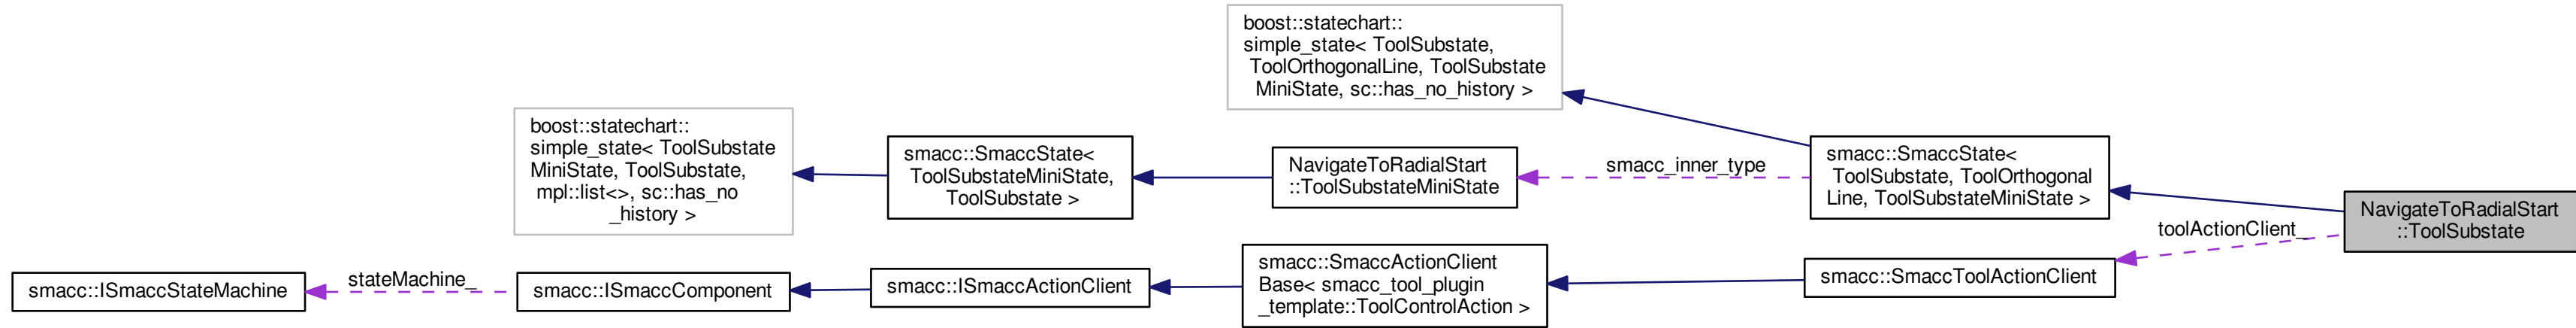 boost::statechart::
simple_state< ToolSubstate,
ToolOrthogonalLine, ToolSubstate
MiniState, sc::has_no_history >
boost::statechart::
simple_state< ToolSubstate
MiniState, ToolSubstate,
mpl::list<>, sc::has_no
_history >
smacc::SmaccState<
ToolSubstateMiniState,
ToolSubstate >
NavigateToRadialStart
::ToolSubstateMiniState
smacc_inner_type
smacc::SmaccState<
ToolSubstate, ToolOrthogonal
Line, ToolSubstateMiniState >
NavigateToRadialStart
::ToolSubstate
toolActionClient_
smacc::ISmaccStateMachine
stateMachine_
smacc::ISmaccComponent
smacc::ISmaccActionClient
smacc::SmaccActionClient
Base< smacc_tool_plugin
_template::ToolControlAction >
smacc::SmaccToolActionClient